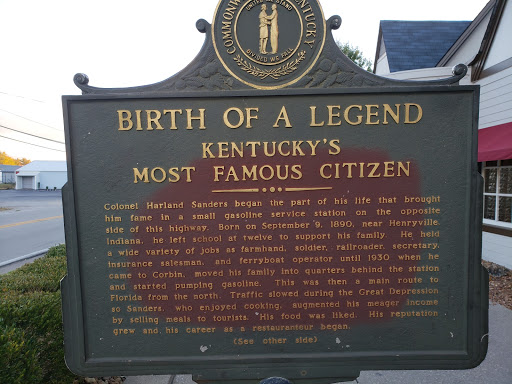 COMMONWEALTH OF KENTUCKY
UNITED WE STAND
DIVIDED WE FALL
BIRTH OF A LEGEND
KENTUCKY'S
MOST FAMOUS CITIZEN
Colonel Harland Sanders began the part of his life that brought
him fame in a small gasoline service station on the opposite
side of this highway. Born on September 9, 1890, near Henryville,
Indiana, he left school at twelve to support his family. He held
a wide variety of jobs as farmhand, soldier, railroader, secretary,
insurance salesman, and ferryboat operator until 1930 when he
came to Corbin, moved his family into quarters behind the station
and started pumping gasoline. This was then a main route to
Florida from the north. Traffic slowed during the Great Depression
so Sanders, who enjoyed cooking, augmented his meager income
by selling meals to tourists. His food was liked. His reputation
grew and his career as a restauranteur began.
(See other side)